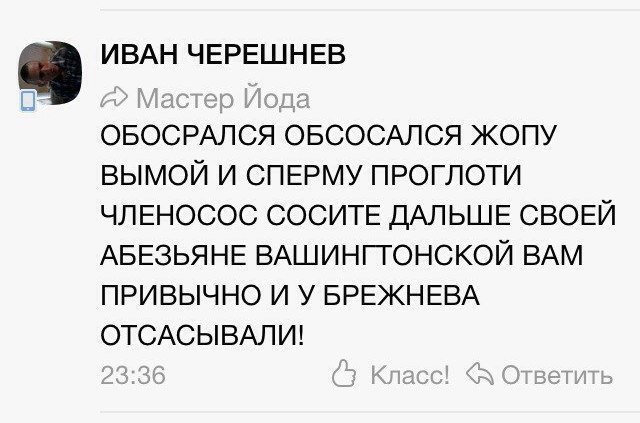 ИВАН ЧЕРЕШНЕВ
Мастер Йода
ОБОСРАЛСЯ ОБСОСАЛСЯ ЖОПУ
ВЫМОЙ И СПЕРМУ ПРОГЛОТИ
ЧЛЕНОСОС СОСИТЕ ДАЛЬШЕ СВОЕЙ
АБЕЗЬЯНЕ ВАШИНГТОНСКОЙ ВАМ
ПРИВЫЧНО И У БРЕЖНЕВА
ОТСАСЫВАЛИ!
23:36 Класс! Ответить